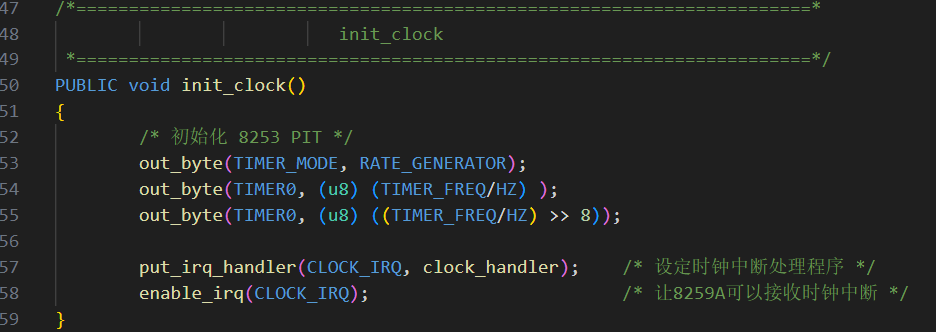 47 /*======================================================================*
48 init_clock
49 *======================================================================*/
50 PUBLIC void init_clock()
51 {
52 /* 初始化 8253 PIT */
53 out_byte(TIMER_MODE, RATE_GENERATOR);
54 out_byte(TIMER0, (u8) (TIMER_FREQ/HZ) );
55 out_byte(TIMER0, (u8) ((TIMER_FREQ/HZ) >> 8));
56
57 put_irq_handler(CLOCK_IRQ, clock_handler); /* 设定时钟中断处理程序 */
58 enable_irq(CLOCK_IRQ); /* 让8259A可以接收时钟中断 */
59 }